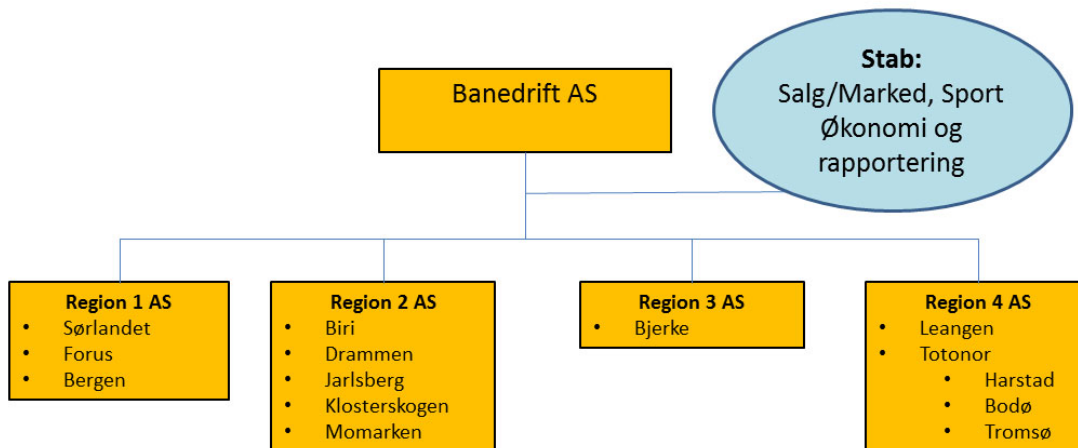 Banedrift AS
Stab:
Salg/Marked, Sport
Økonomi og
rapportering
Region 1 AS
• Sørlandet
• Forus
• Bergen
Region 2 AS
• Biri
• Drammen
• Jarlsberg
• Klosterskogen
• Momarken
Region 3 AS
• Bjerke
Region 4 AS
• Leangen
• Totonor
• Harstad
• Bodø
• Tromsø